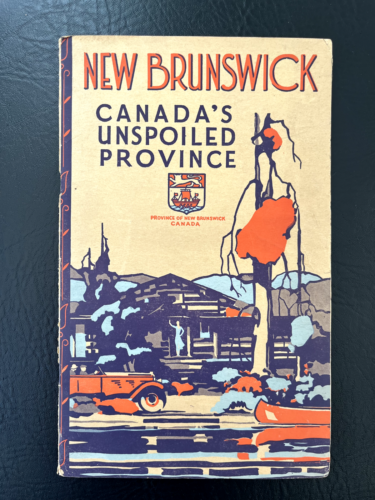 NEW BRUNSWICK
CANADA'S
UNSPOILED
PROVINCE
PROVINCE OF NEW BRUNSWICK
CANADA